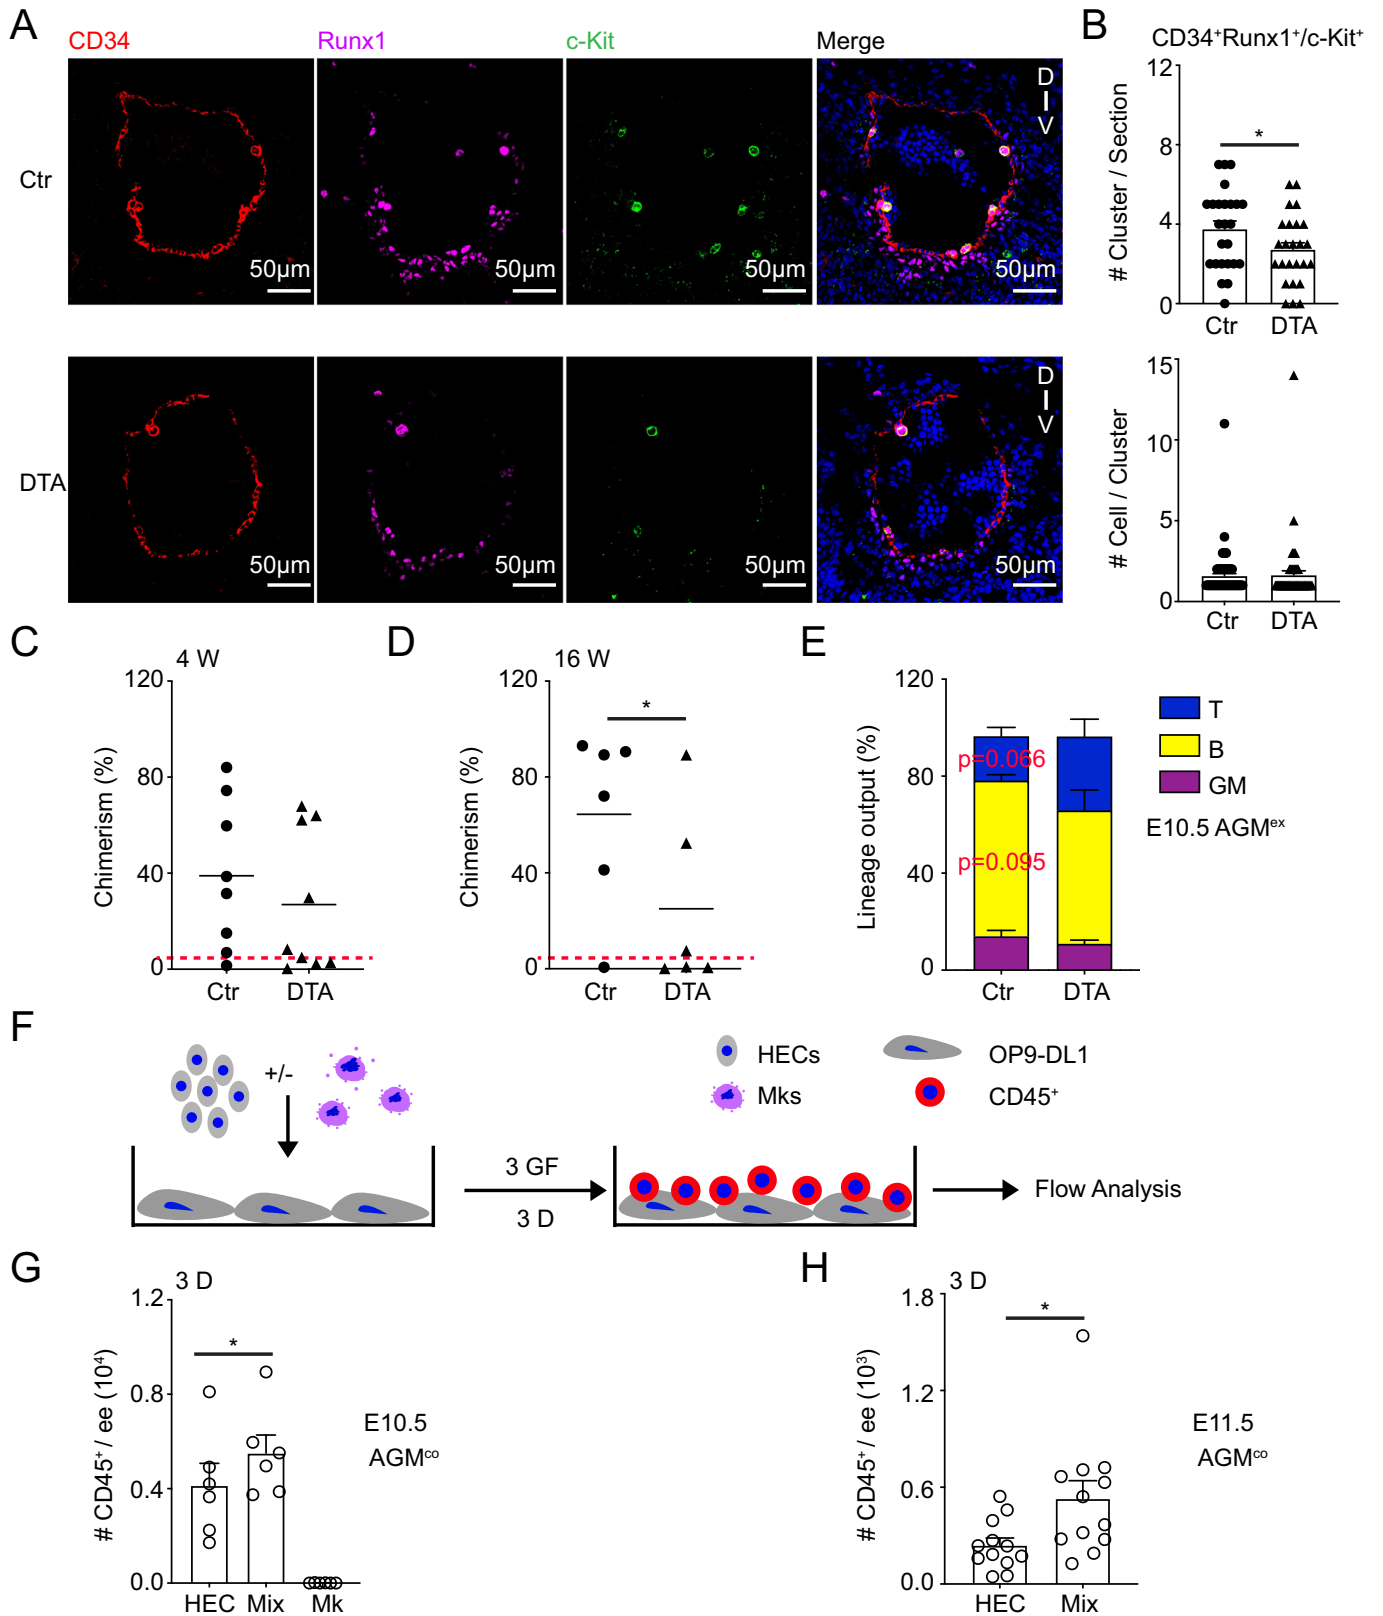 A
CD34 Runx1 c-Kit Merge
Ctr
D
V
50µm 50µm 50µm 50µm
DTA
D
V
50µm 50µm 50µm 50µm
B
CD34⁺Runx1⁺/c-Kit⁺
# Cluster / Section
12
8
4
0
*
Ctr DTA
# Cell / Cluster
15
10
5
0
Ctr DTA
C
4 W
Chimerism (%)
120
80
40
0
Ctr DTA
D
16 W
Chimerism (%)
120
80
40
0
*
Ctr DTA
E
Lineage output (%)
120
80
40
0
p=0.066
p=0.095
Ctr DTA
T
B
GM
E10.5 AGMᵉˣ
F
+/-
HECs
OP9-DL1
Mks
CD45⁺
3 GF
3 D
Flow Analysis
G
3 D
# CD45⁺ / ee (10⁴)
1.2
0.8
0.4
0.0
*
HEC Mix Mk
E10.5
AGMᶜᵒ
H
3 D
# CD45⁺ / ee (10³)
1.8
1.2
0.6
0.0
*
HEC Mix
E11.5
AGMᶜᵒ